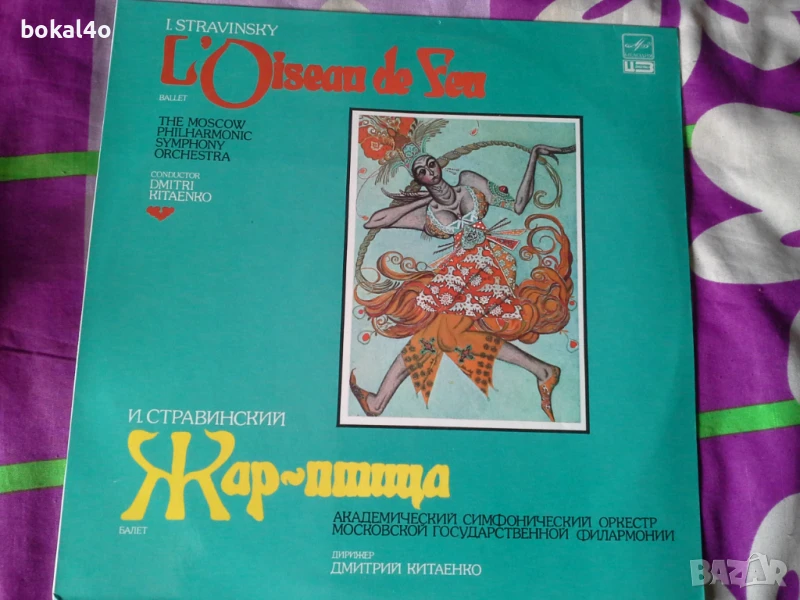 bokal4o
I. STRAVINSKY
L'Oiseau de Feu
BALLET
THE MOSCOW
PHILHARMONIC
SYMPHONY
ORCHESTRA
CONDUCTOR
DMITRI
KITAENKO
И. СТРАВИНСКИЙ
Жар-птица
БАЛЕТ
АКАДЕМИЧЕСКИЙ СИМФОНИЧЕСКИЙ ОРКЕСТР
МОСКОВСКОЙ ГОСУДАРСТВЕННОЙ ФИЛАРМОНИИ
ДИРИЖЕР
ДМИТРИЙ КИТАЕНКО
BAZAR